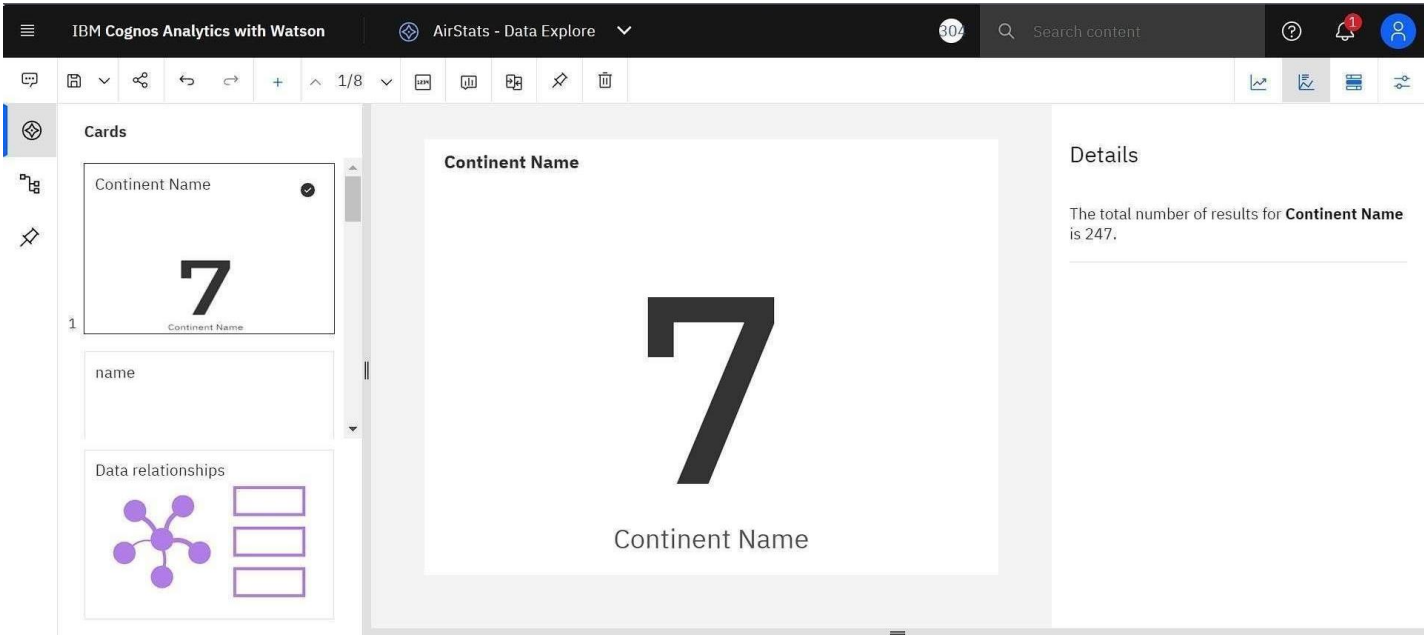 IBM Cognos Analytics with Watson
AirStats - Data Explore
304
Search content
1
1/8
Cards
Continent Name
7
Continent Name
1
name
Data relationships
Continent Name
7
Continent Name
Details
The total number of results for Continent Name
is 247.